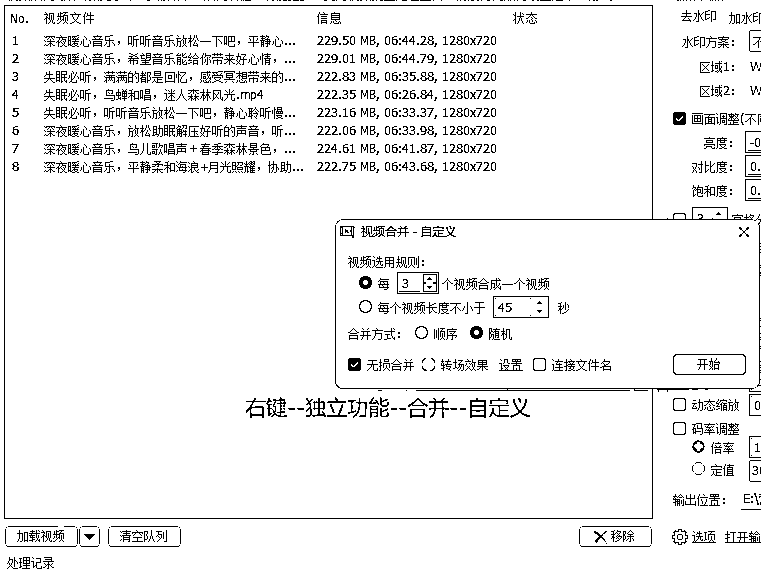 No. 视频文件 信息 状态
去水印 加水印
1 深夜暖心音乐，听听音乐放松一下吧，平静心... 229.50 MB, 06:44.28, 1280x720
水印方案：
2 深夜暖心音乐，希望音乐能给你带来好心情，... 229.01 MB, 06:44.79, 1280x720
区域1：
3 失眠必听，满满的都是回忆，感受冥想带来的... 222.83 MB, 06:35.88, 1280x720
4 失眠必听，鸟蝉和唱，迷人森林风光.mp4 222.35 MB, 06:26.84, 1280x720
区域2：
5 失眠必听，听听音乐放松一下吧，静心聆听慢... 223.16 MB, 06:33.37, 1280x720
画面调整(不
6 深夜暖心音乐，放松助眠解压好听的声音，听... 222.06 MB, 06:33.98, 1280x720
亮度： -0
7 深夜暖心音乐，鸟儿歌唱声＋春季森林景色，... 224.61 MB, 06:41.87, 1280x720
对比度： 0.
8 深夜暖心音乐，平静柔和海浪+月光照耀，协助... 222.75 MB, 06:43.68, 1280x720
饱和度： 0.
视频合并 - 自定义
视频选用规则：
每 3 个视频合成一个视频
每个视频长度不小于 45 秒
合并方式： 顺序 随机
无损合并 转场效果 设置 连接文件名 开始
右键--独立功能--合并--自定义
动态缩放
码率调整
倍率
定值
输出位置： E:\
加载视频 清空队列 移除
选项 打开输
处理记录